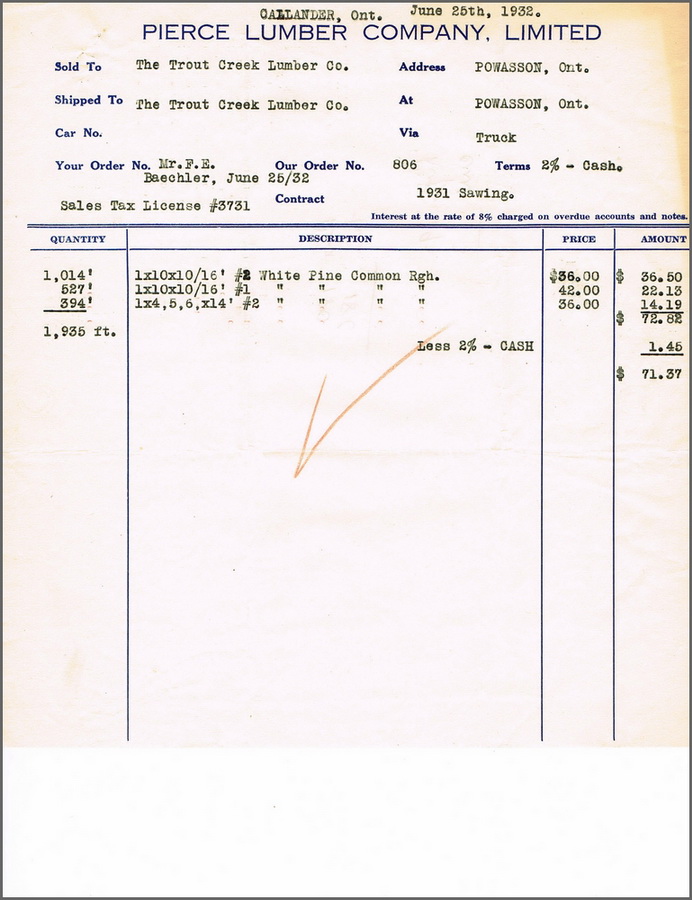 CALLANDER, Ont. June 25th, 1932.
PIERCE LUMBER COMPANY, LIMITED
Sold To The Trout Creek Lumber Co. Address POWASSON, Ont.
Shipped To The Trout Creek Lumber Co. At POWASSON, Ont.
Car No. Via Truck
Your Order No. Mr.F.E. Our Order No. 806 Terms 2% - Cash.
Baechler, June 25/32
Sales Tax License #3731 Contract 1931 Sawing.
Interest at the rate of 8% charged on overdue accounts and notes.
QUANTITY DESCRIPTION PRICE AMOUNT
1,014' 1x10x10/16' #2 White Pine Common Rgh. $36.00 $ 36.50
527' 1x10x10/16' #1 " " " " 42.00 22.13
394' 1x4,5,6,x14' #2 " " " " 36.00 14.19
$ 72.82
1,935 ft.
Less 2% - CASH 1.45
$ 71.37